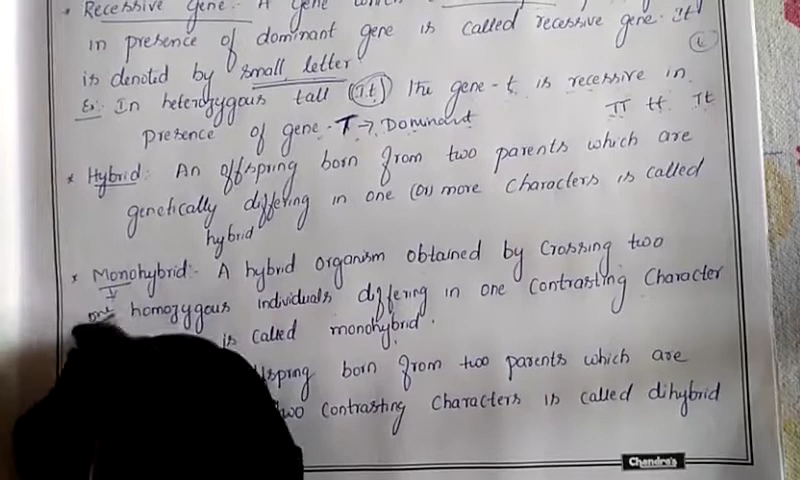 * Recessive gene:- A gene which
in presence of dominant gene is called recessive gene. It
is denoted by small letter (t)
Ex:- In heterozygous tall (T.t) The gene - t is recessive in
presence of gene - T → Dominant TT tt Tt
* Hybrid:- An offspring born from two parents which are
genetically differing in one (or) more characters is called
hybrid
* Monohybrid:- A hybrid organism obtained by crossing two
one homozygous individuals differing in one contrasting character
is called monohybrid.
born from two parents which are
two contrasting characters is called dihybrid
Chandra's